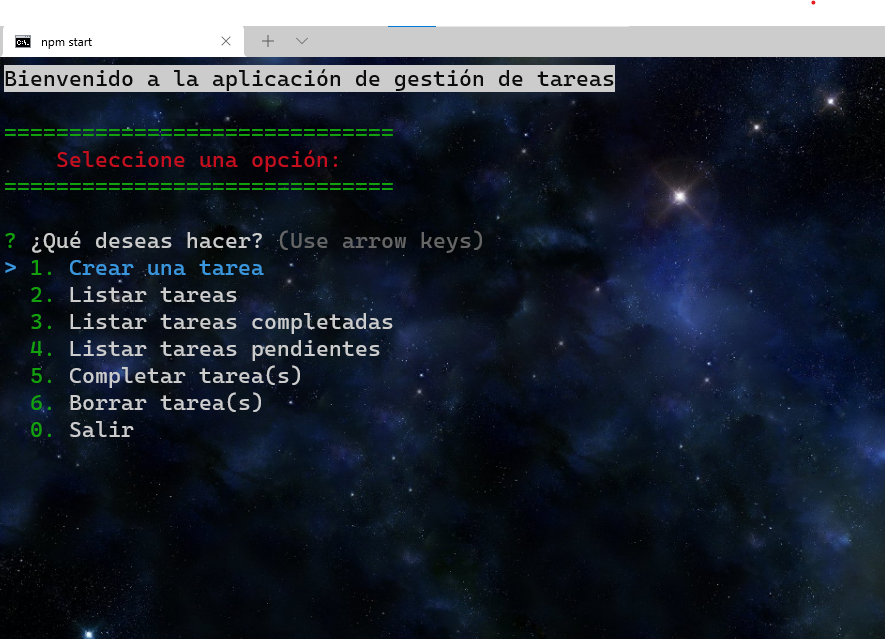 npm start
Bienvenido a la aplicación de gestión de tareas
==============================
Seleccione una opción:
==============================
? ¿Qué deseas hacer? (Use arrow keys)
> 1. Crear una tarea
2. Listar tareas
3. Listar tareas completadas
4. Listar tareas pendientes
5. Completar tarea(s)
6. Borrar tarea(s)
0. Salir